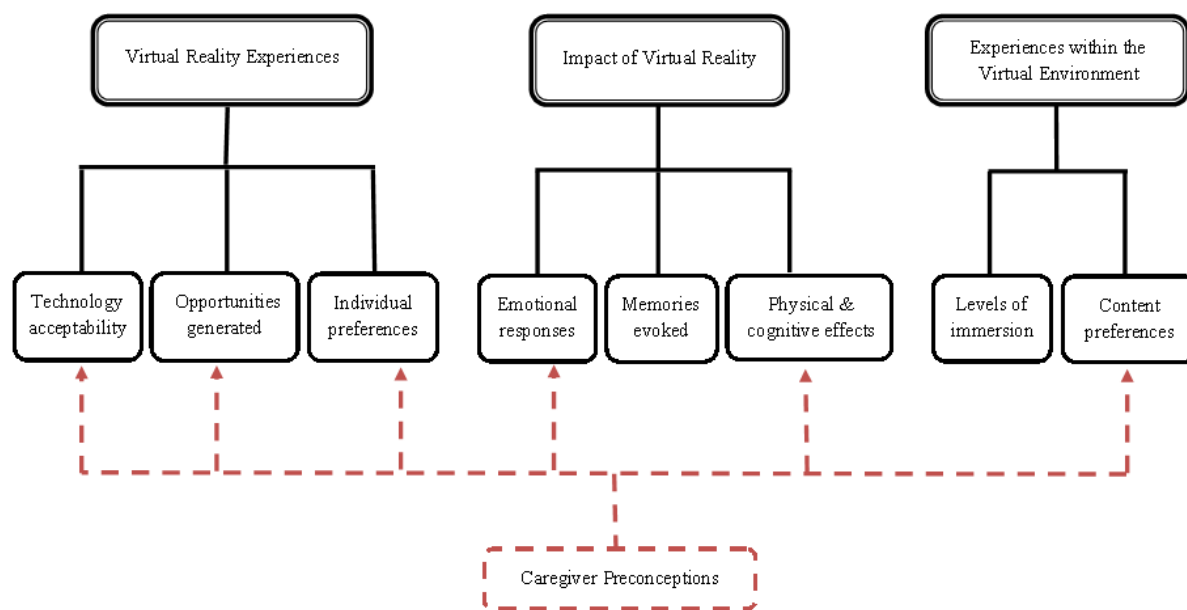 Virtual Reality Experiences
Impact of Virtual Reality
Experiences within the
Virtual Environment
Technology
acceptability
Opportunities
generated
Individual
preferences
Emotional
responses
Memories
evoked
Physical &
cognitive effects
Levels of
immersion
Content
preferences
Caregiver Preconceptions